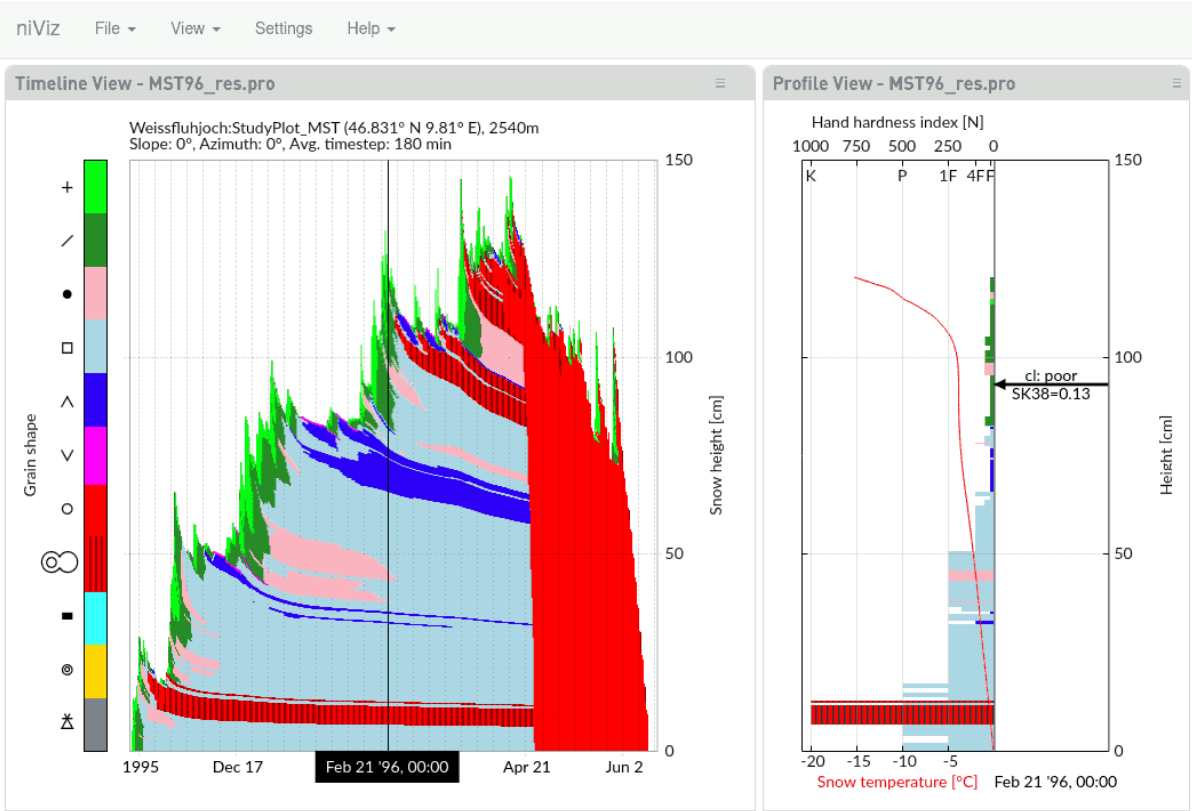 niViz File View Settings Help
Timeline View - MST96_res.pro
Weissfluhjoch:StudyPlot_MST (46.831° N 9.81° E), 2540m
Slope: 0°, Azimuth: 0°, Avg. timestep: 180 min
Grain shape
150
100
50
0
Snow height [cm]
1995 Dec 17 Feb 21 '96, 00:00 Apr 21 Jun 2
Profile View - MST96_res.pro
Hand hardness index [N]
1000 750 500 250 0
K P 1F 4F F
150
100
50
0
cl: poor
SK38=0.13
Height [cm]
-20 -15 -10 -5
Snow temperature [°C] Feb 21 '96, 00:00